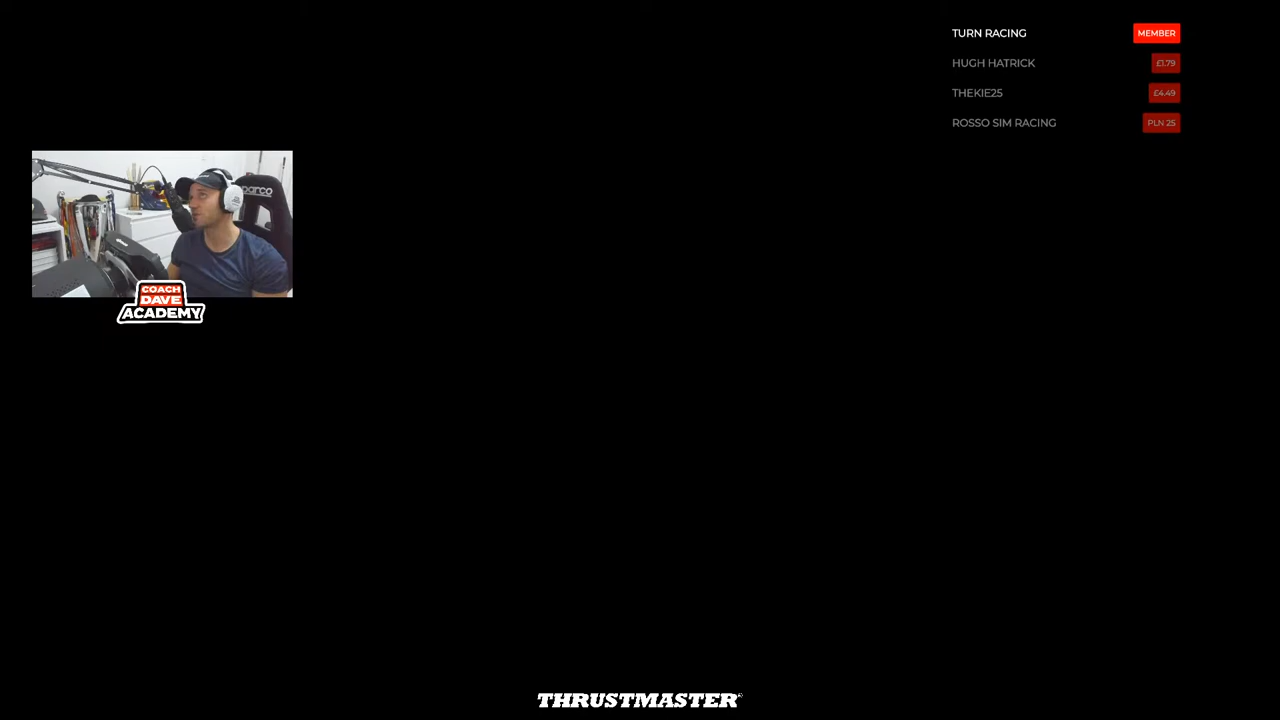 TURN RACING MEMBER
HUGH HATRICK £1.79
THEKIE25 £4.49
ROSSO SIM RACING PLN 25
parco
COACH
DAVE
ACADEMY
THRUSTMASTER